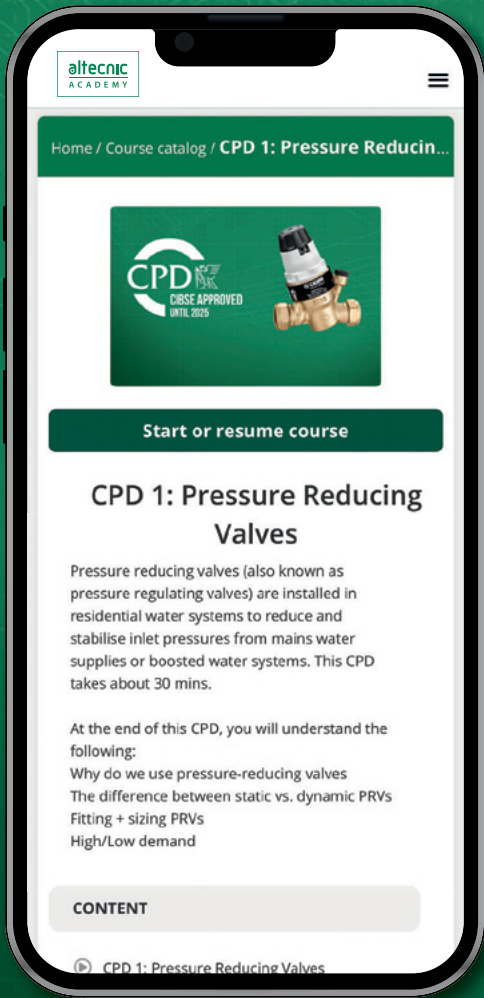 altecnic
ACADEMY
Home / Course catalog / CPD 1: Pressure Reducin...
CPD
CIBSE APPROVED
UNTIL 2025
Start or resume course
CPD 1: Pressure Reducing
Valves
Pressure reducing valves (also known as
pressure regulating valves) are installed in
residential water systems to reduce and
stabilise inlet pressures from mains water
supplies or boosted water systems. This CPD
takes about 30 mins.
At the end of this CPD, you will understand the
following:
Why do we use pressure-reducing valves
The difference between static vs. dynamic PRVs
Fitting + sizing PRVs
High/Low demand
CONTENT
CPD 1: Pressure Reducing Valves